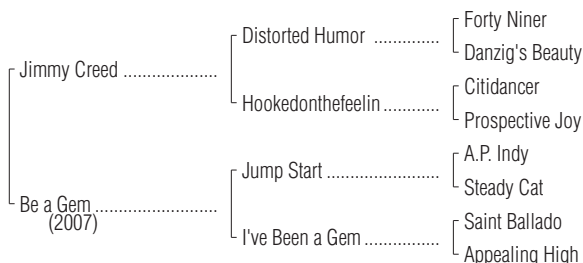 Forty Niner
Distorted Humor ..............
Danzig's Beauty
Jimmy Creed ....................
Citidancer
Hookedonthefeelin ............
Prospective Joy
A.P. Indy
Jump Start ........................
Steady Cat
Be a Gem ..........................
(2007)
Saint Ballado
I've Been a Gem ................
Appealing High